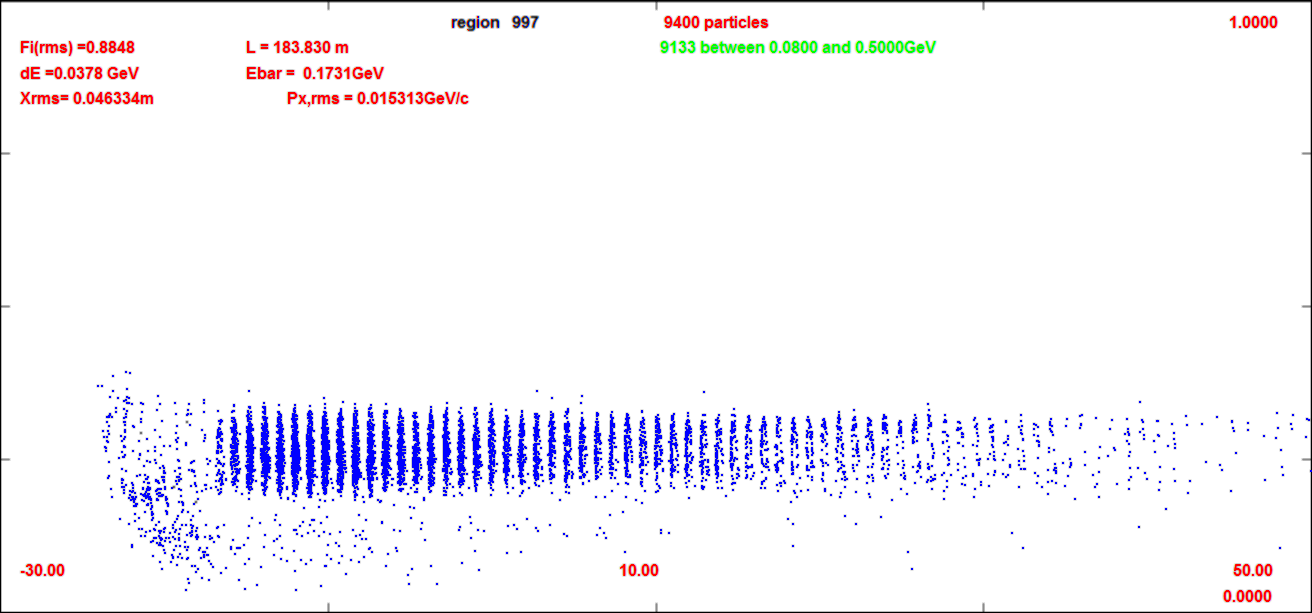 region 997 9400 particles 1.0000
Fi(rms) =0.8848 L = 183.830 m 9133 between 0.0800 and 0.5000GeV
dE =0.0378 GeV Ebar = 0.1731GeV
Xrms= 0.046334m Px,rms = 0.015313GeV/c
-30.00 10.00 50.00
0.0000